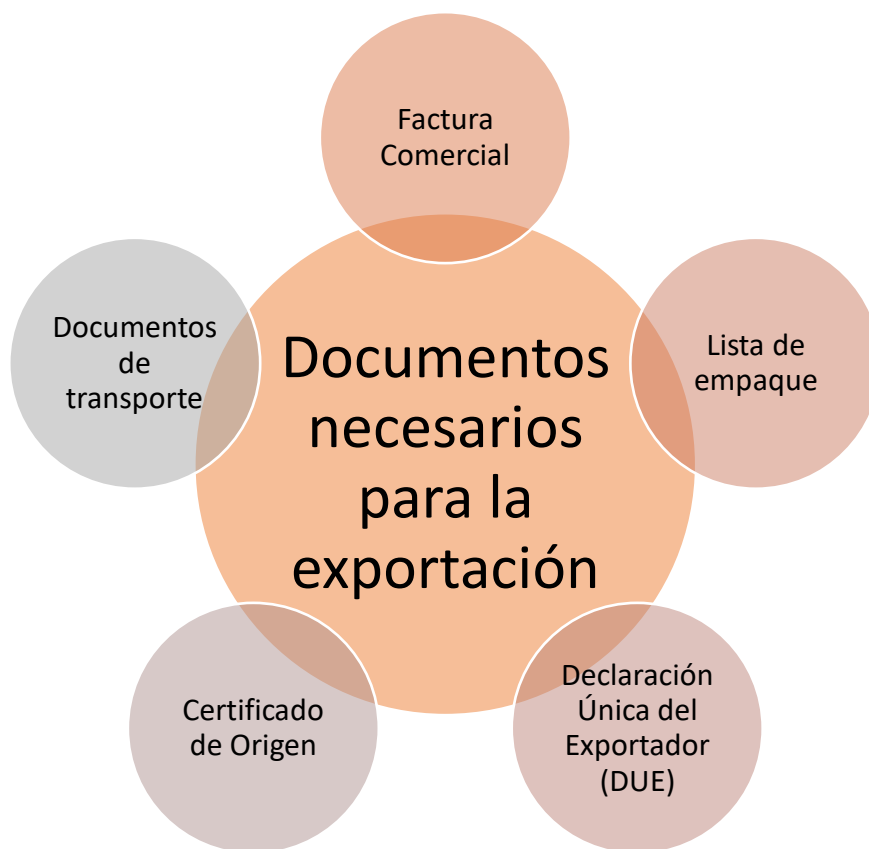 Factura
Comercial
Lista de
empaque
Declaración
Única del
Exportador
(DUE)
Certificado
de Origen
Documentos
de
transporte
Documentos
necesarios
para la
exportación